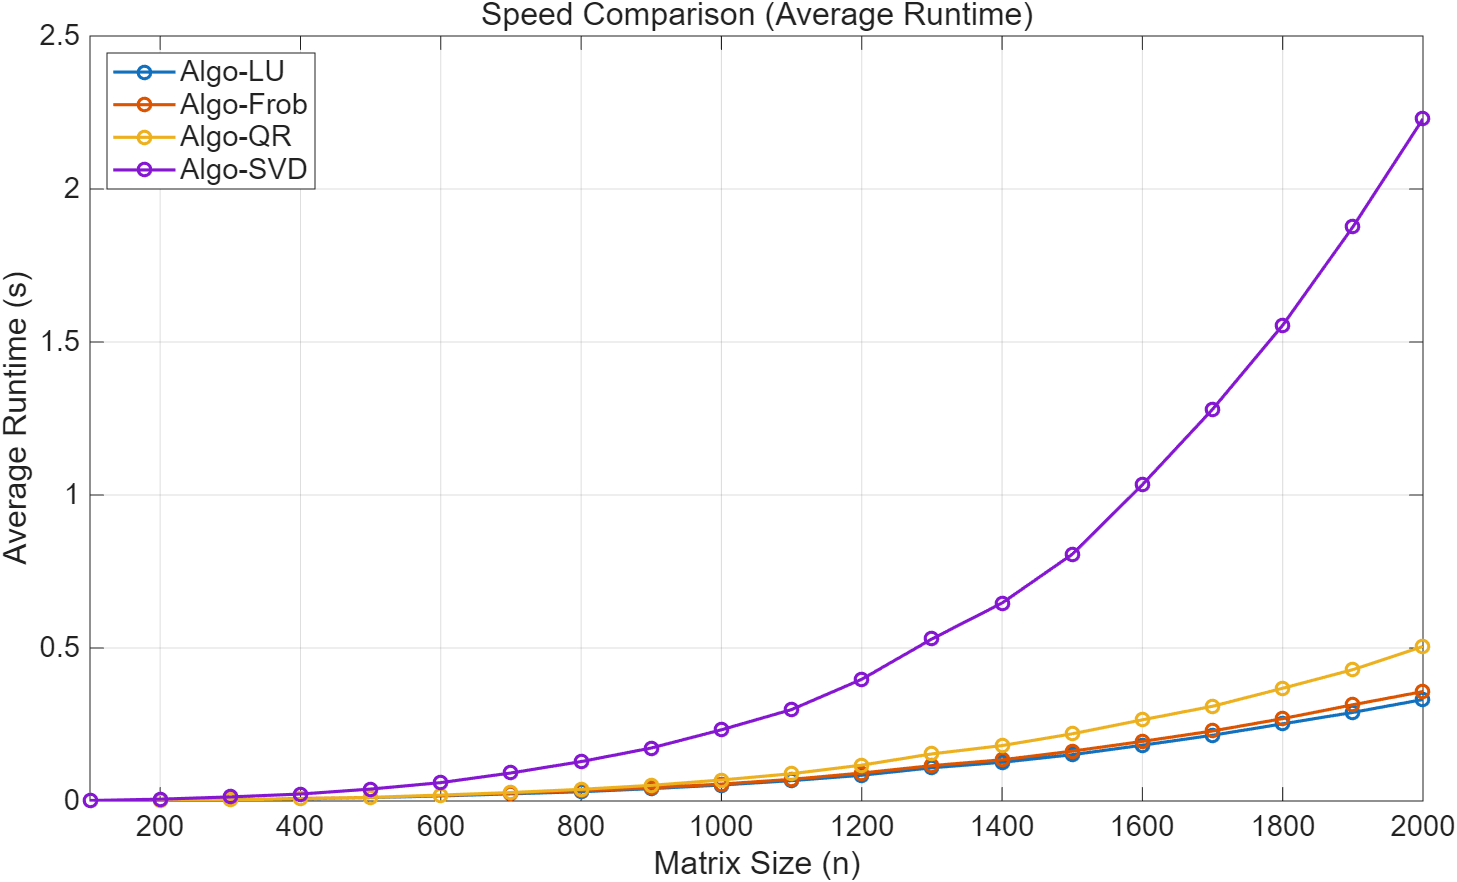 Speed Comparison (Average Runtime)
2.5
2
1.5
1
0.5
0
Average Runtime (s)
Algo-LU
Algo-Frob
Algo-QR
Algo-SVD
200 400 600 800 1000 1200 1400 1600 1800 2000
Matrix Size (n)